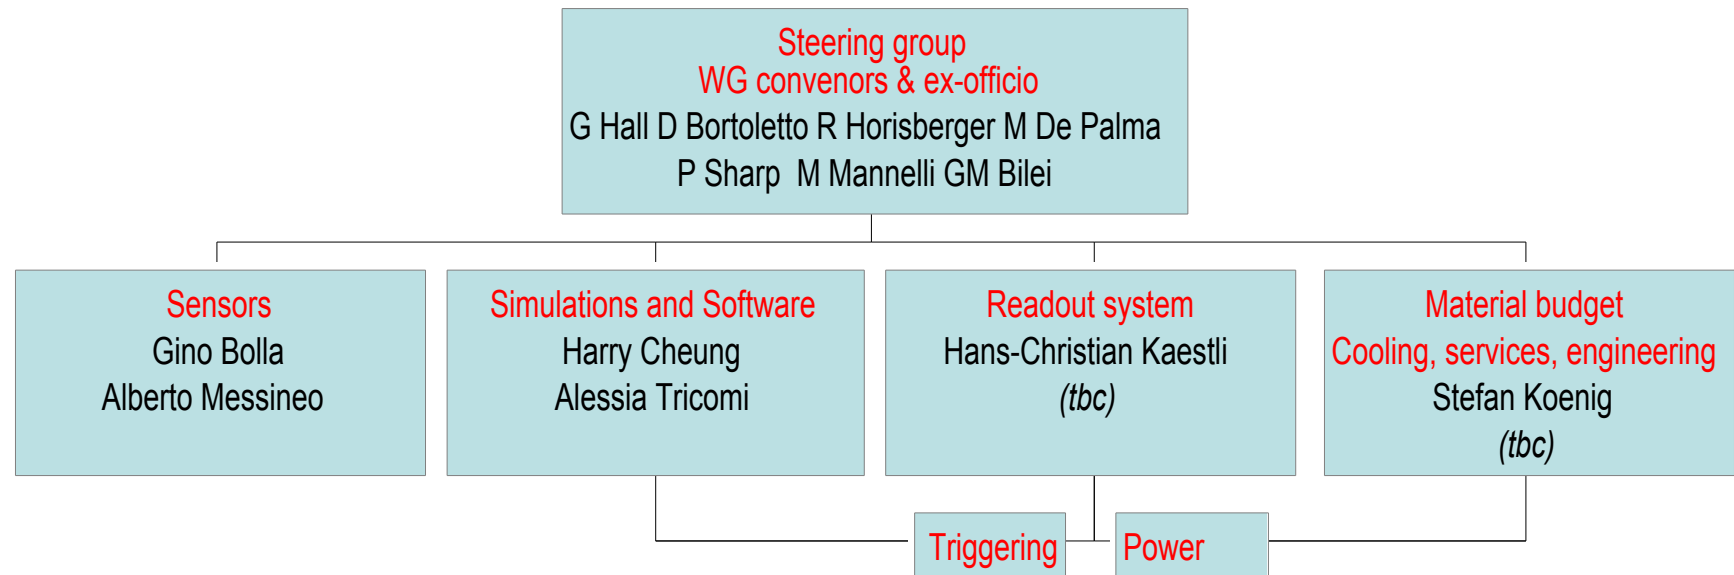 Steering group
WG convenors & ex-officio
G Hall D Bortoletto R Horisberger M De Palma
P Sharp M Mannelli GM Bilei
Sensors
Gino Bolla
Alberto Messineo
Simulations and Software
Harry Cheung
Alessia Tricomi
Readout system
Hans-Christian Kaestli
(tbc)
Material budget
Cooling, services, engineering
Stefan Koenig
(tbc)
Triggering
Power